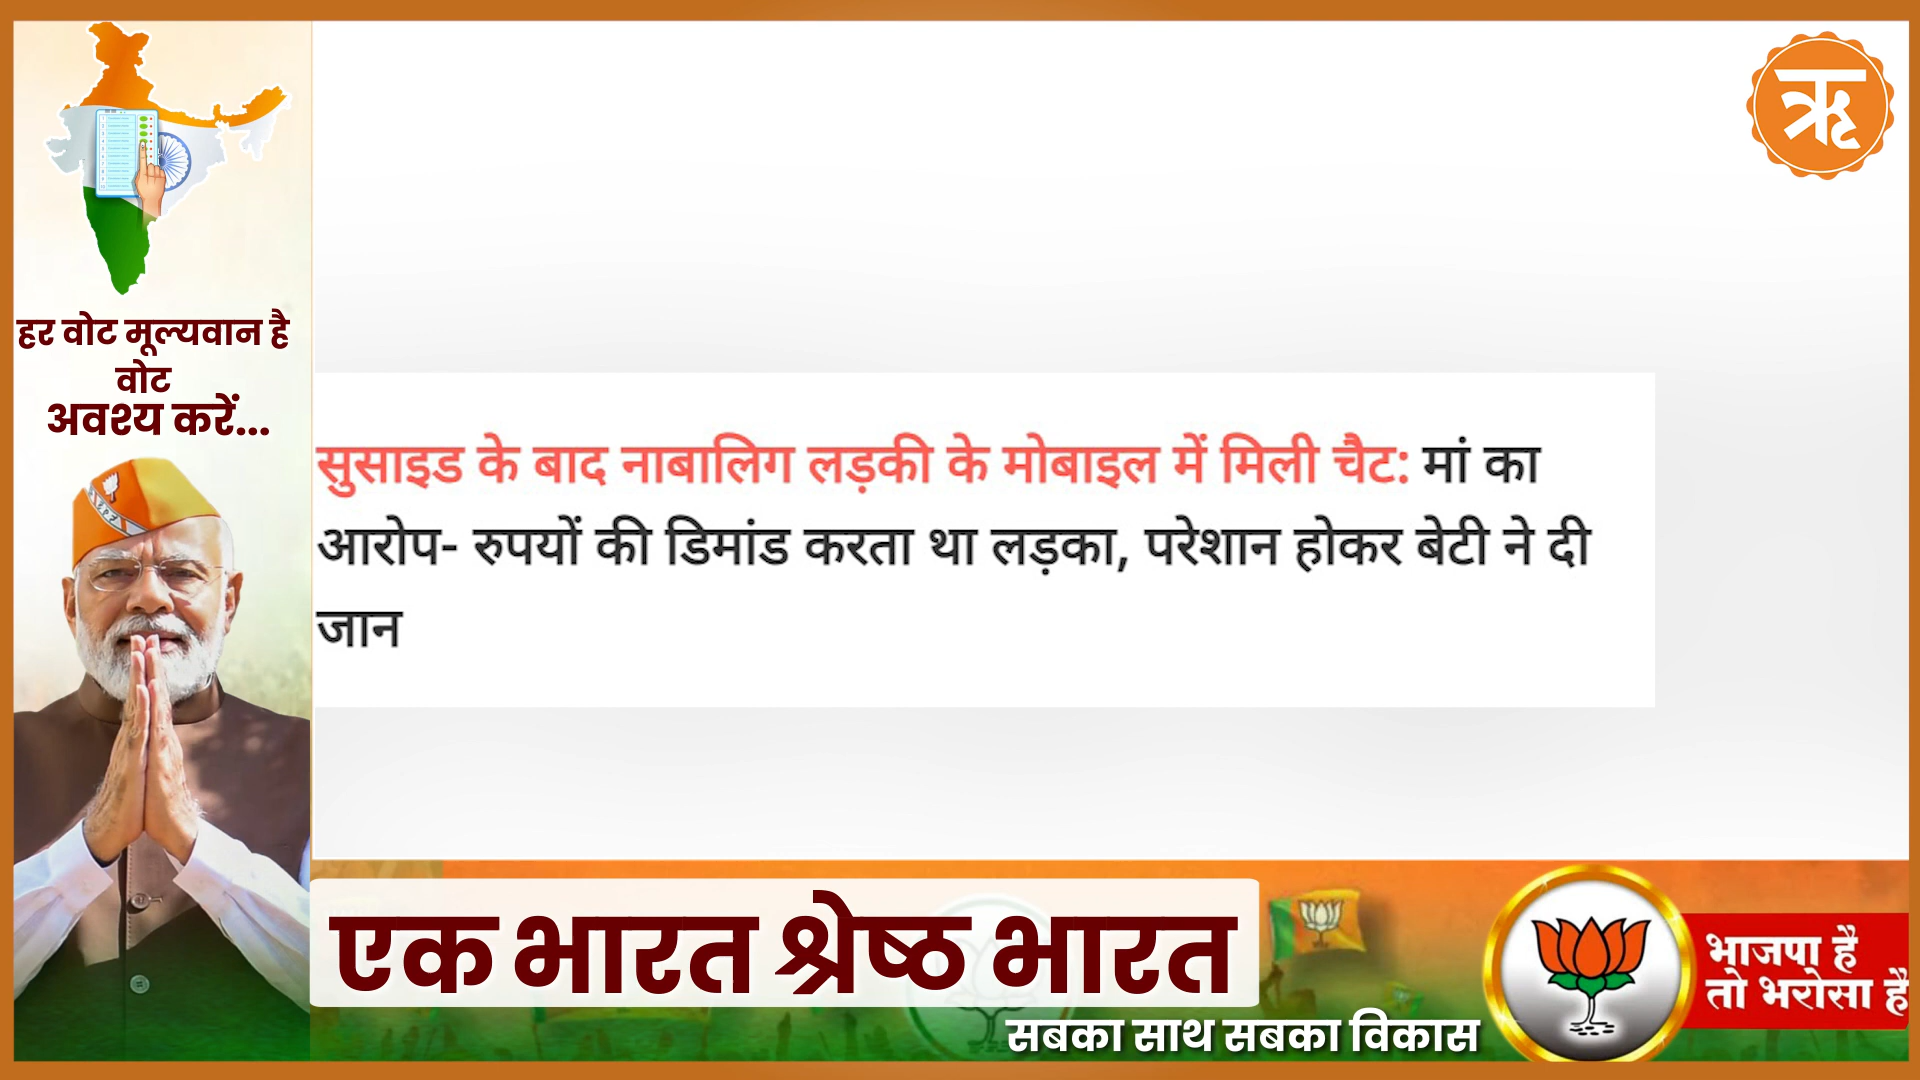 ऋ
हर वोट मूल्यवान है
वोट
अवश्य करें...
सुसाइड के बाद नाबालिग लड़की के मोबाइल में मिली चैट: मां का
आरोप- रुपयों की डिमांड करता था लड़का, परेशान होकर बेटी ने दी
जान
एक भारत श्रेष्ठ भारत
सबका साथ सबका विकास
भाजपा है
तो भरोसा है